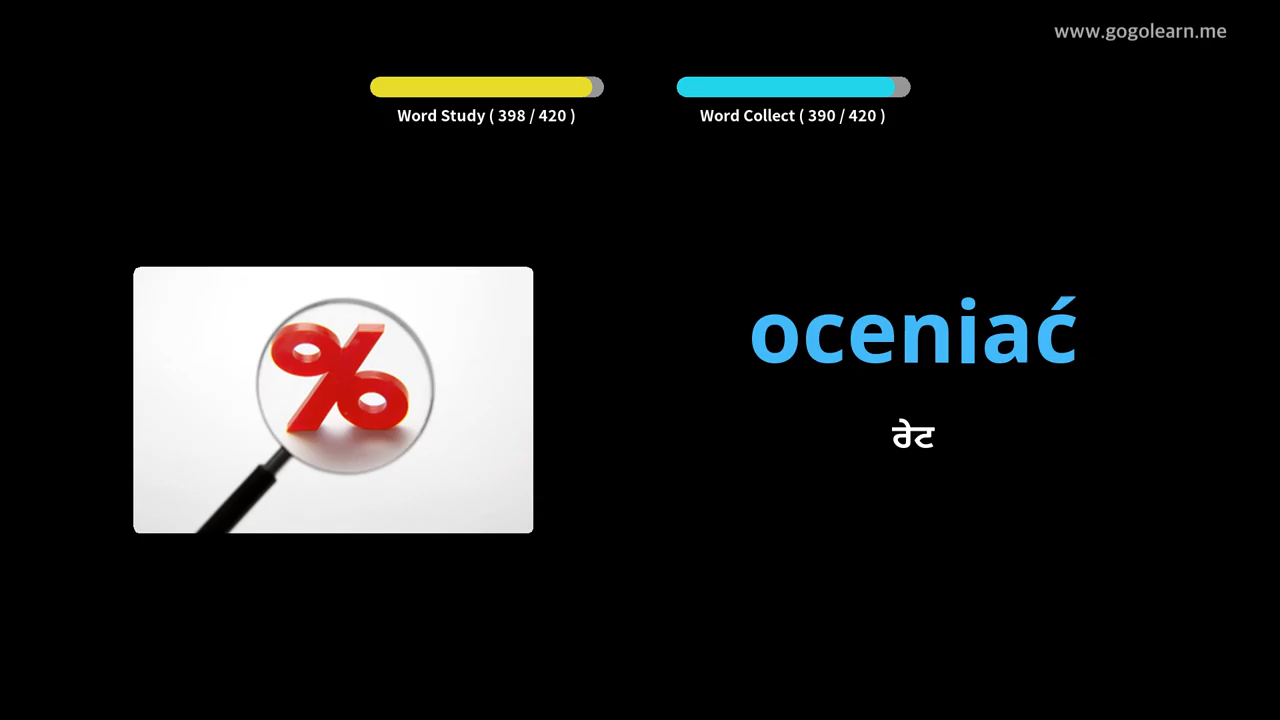 www.gogolearn.me
Word Study ( 398 / 420 )
Word Collect ( 390 / 420 )
%
oceniać
ਰੇਟ